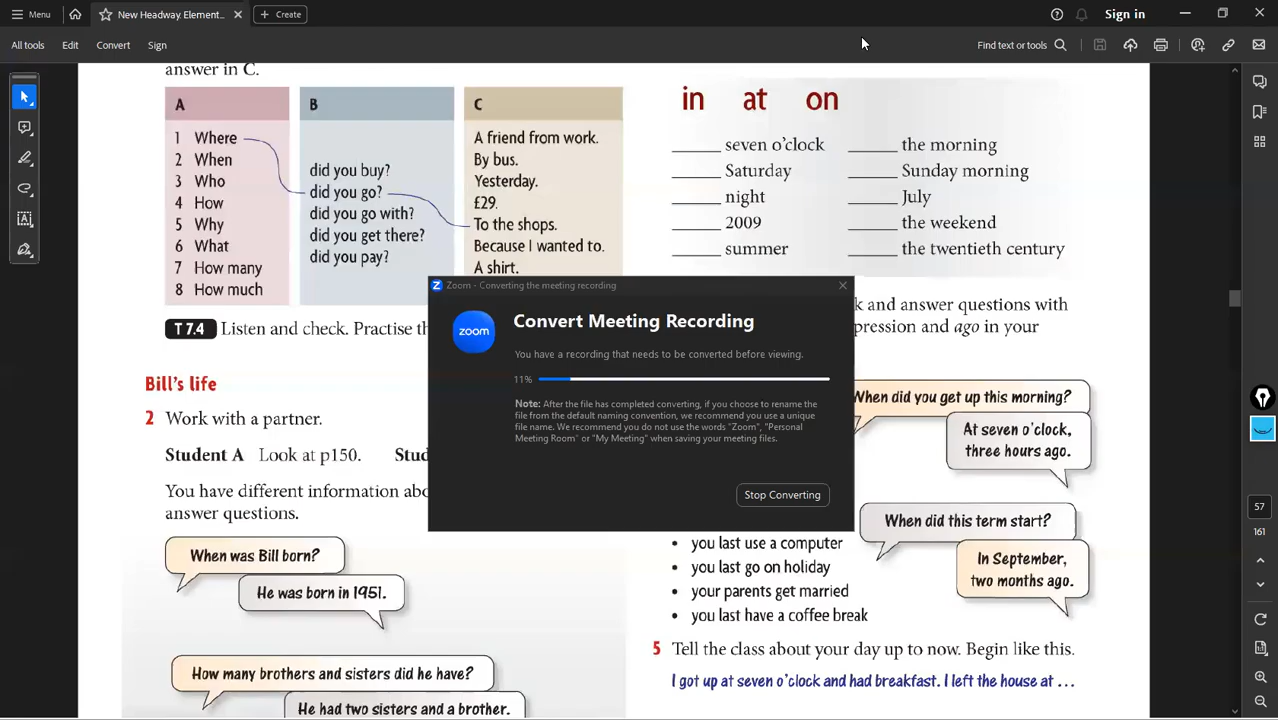 Menu
New Headway. Element...
Create
Sign in
All tools
Edit
Convert
Sign
Find text or tools
answer in C.
A
1 Where
2 When
3 Who
4 How
5 Why
6 What
7 How many
8 How much
B
did you buy?
did you go?
did you go with?
did you get there?
did you pay?
C
A friend from work.
By bus.
Yesterday.
£29.
To the shops.
Because I wanted to.
A shirt.
T 7.4 Listen and check. Practise th
Bill's life
2 Work with a partner.
Student A Look at p150. Stud
You have different information abo
answer questions.
When was Bill born?
He was born in 1951.
How many brothers and sisters did he have?
He had two sisters and a brother.
in at on
_____ seven o'clock
_____ Saturday
_____ night
_____ 2009
_____ summer
_____ the morning
_____ Sunday morning
_____ July
_____ the weekend
_____ the twentieth century
k and answer questions with
pression and ago in your
When did you get up this morning?
At seven o'clock,
three hours ago.
When did this term start?
In September,
two months ago.
• you last use a computer
• you last go on holiday
• your parents get married
• you last have a coffee break
5 Tell the class about your day up to now. Begin like this.
I got up at seven o'clock and had breakfast. I left the house at ...
Zoom - Converting the meeting recording
zoom
Convert Meeting Recording
You have a recording that needs to be converted before viewing.
11%
Note: After the file has completed converting, if you choose to rename the
file from the default naming convention, we recommend you use a unique
file name. We recommend you do not use the words "Zoom", "Personal
Meeting Room" or "My Meeting" when saving your meeting files.
Stop Converting
57
161